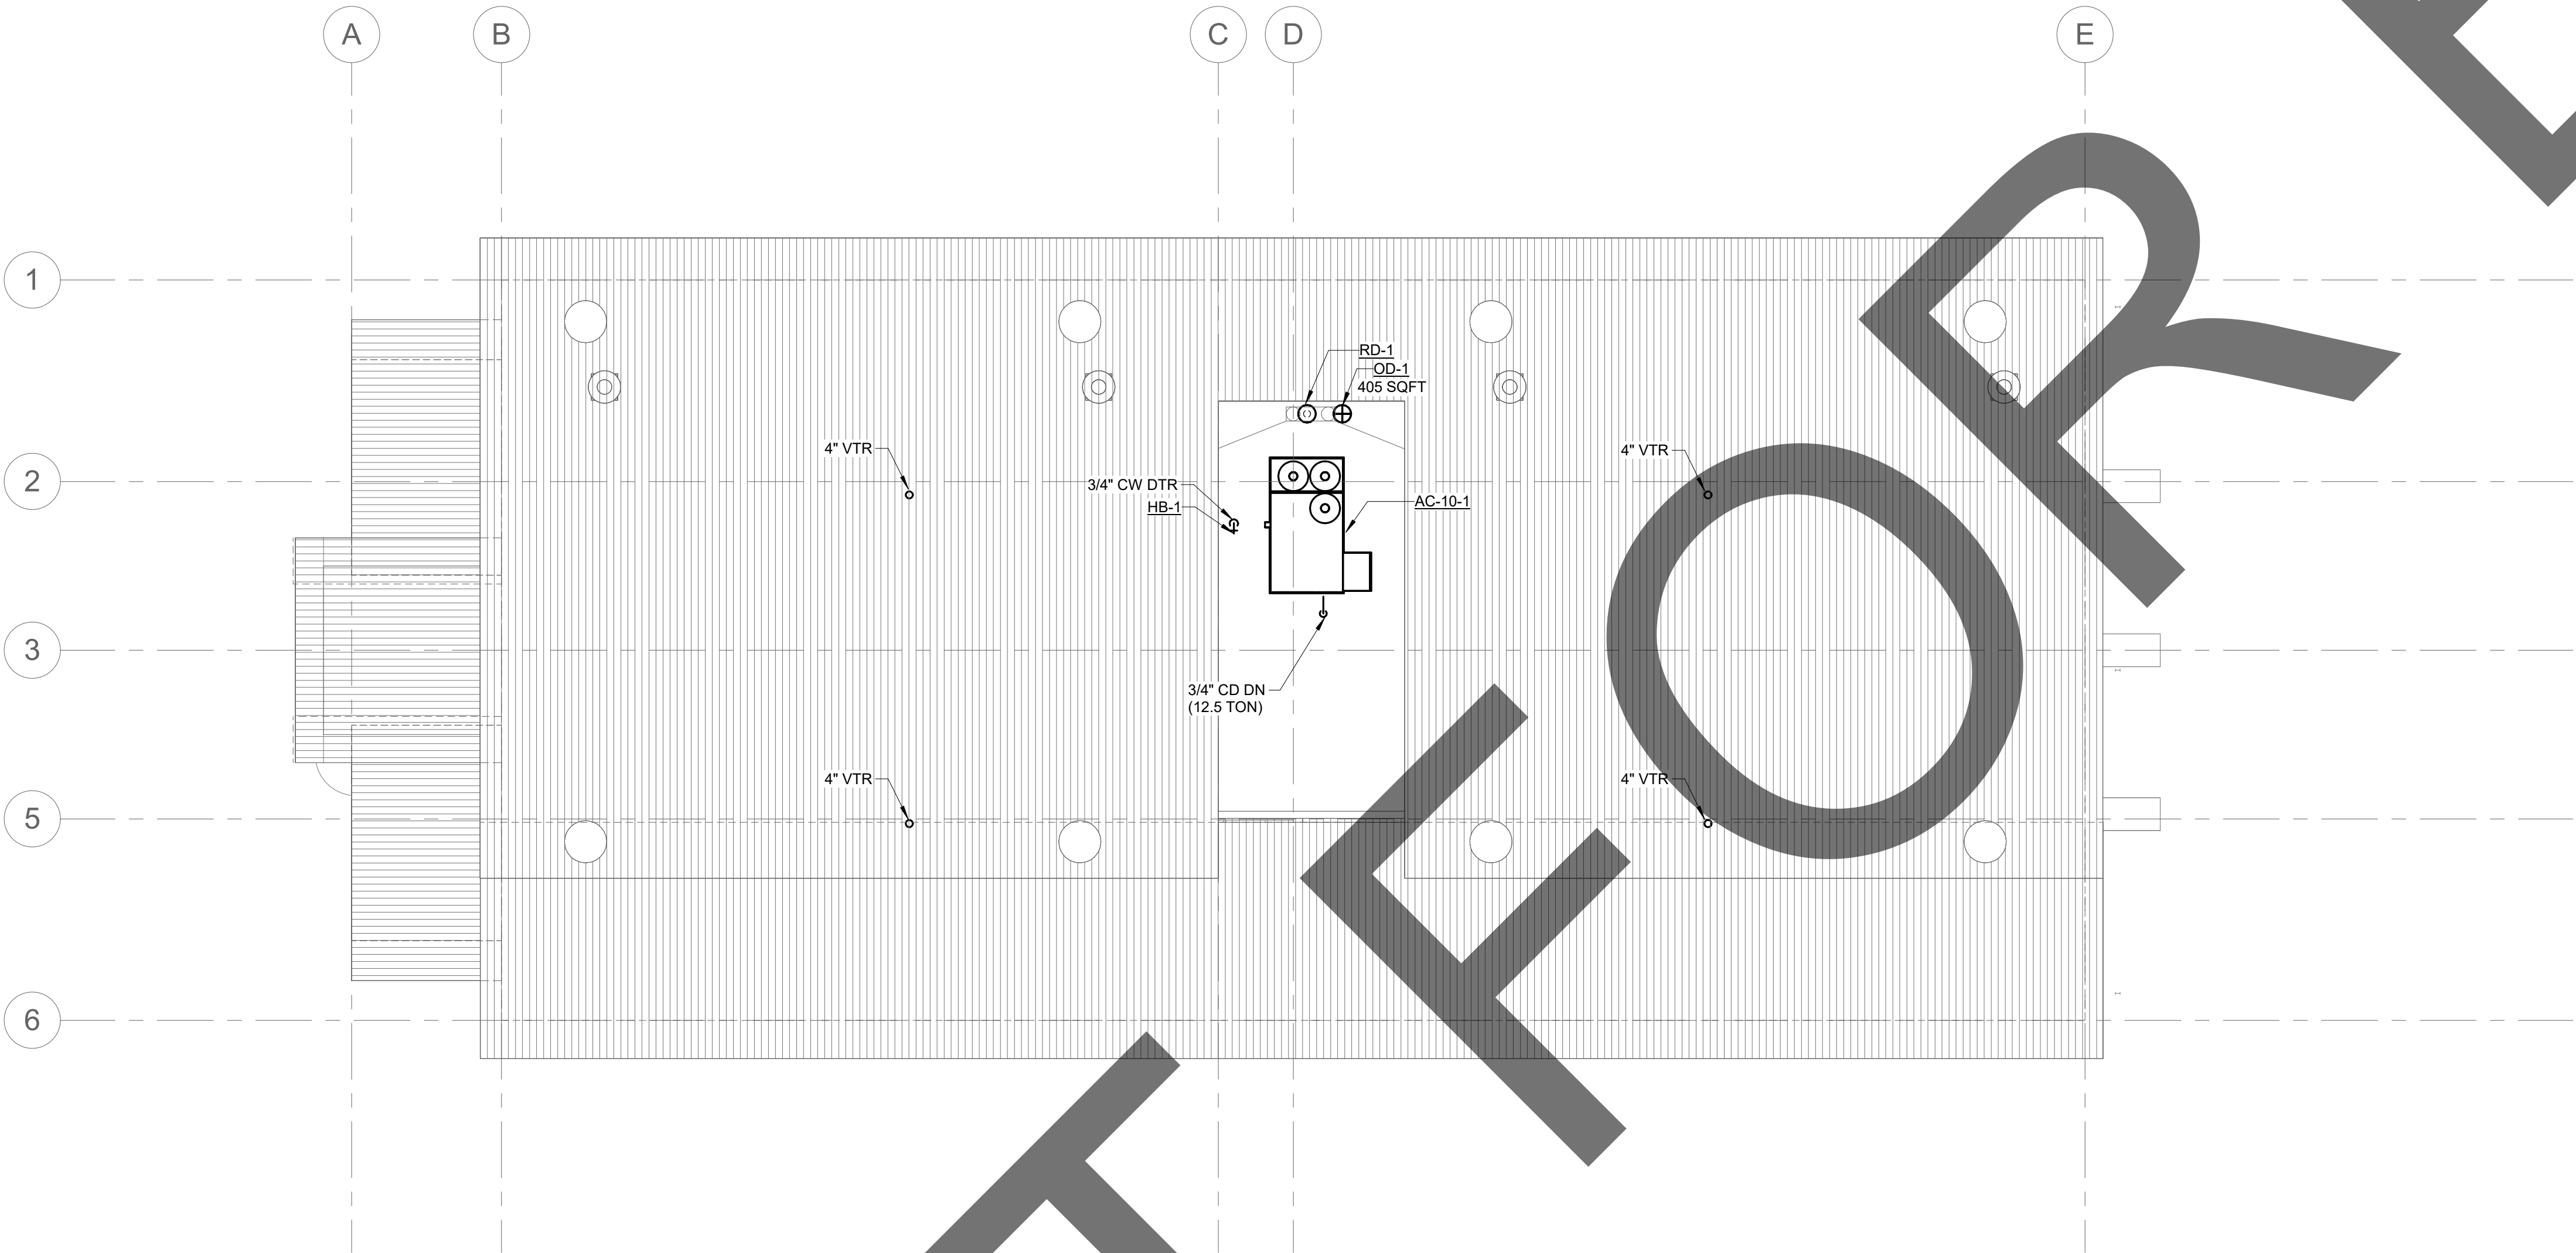 A B C D E
1
RD-1
OD-1
405 SQFT
4" VTR
4" VTR
2
3/4" CW DTR
HB-1
AC-10-1
3
3/4" CD DN
(12.5 TON)
4" VTR
4" VTR
5
6
FOR